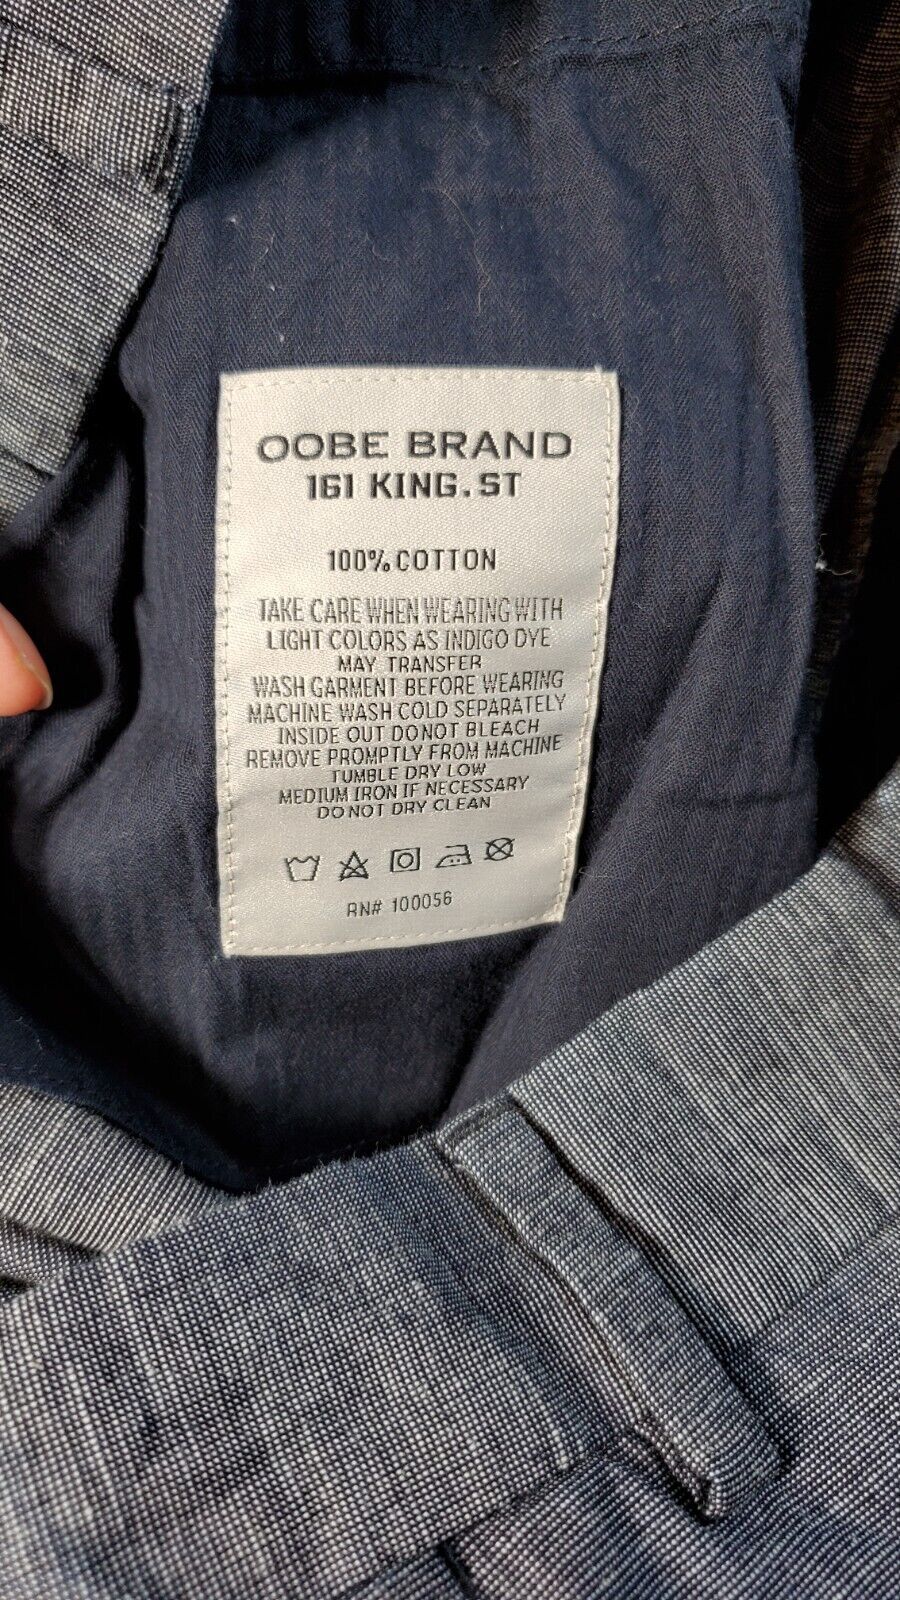 OOBE BRAND
161 KING.ST
100% COTTON
TAKE CARE WHEN WEARING WITH
LIGHT COLORS AS INDIGO DYE
MAY TRANSFER
WASH GARMENT BEFORE WEARING
MACHINE WASH COLD SEPARATELY
INSIDE OUT DO NOT BLEACH
REMOVE PROMPTLY FROM MACHINE
TUMBLE DRY LOW
MEDIUM IRON IF NECESSARY
DO NOT DRY CLEAN
RN# 100056